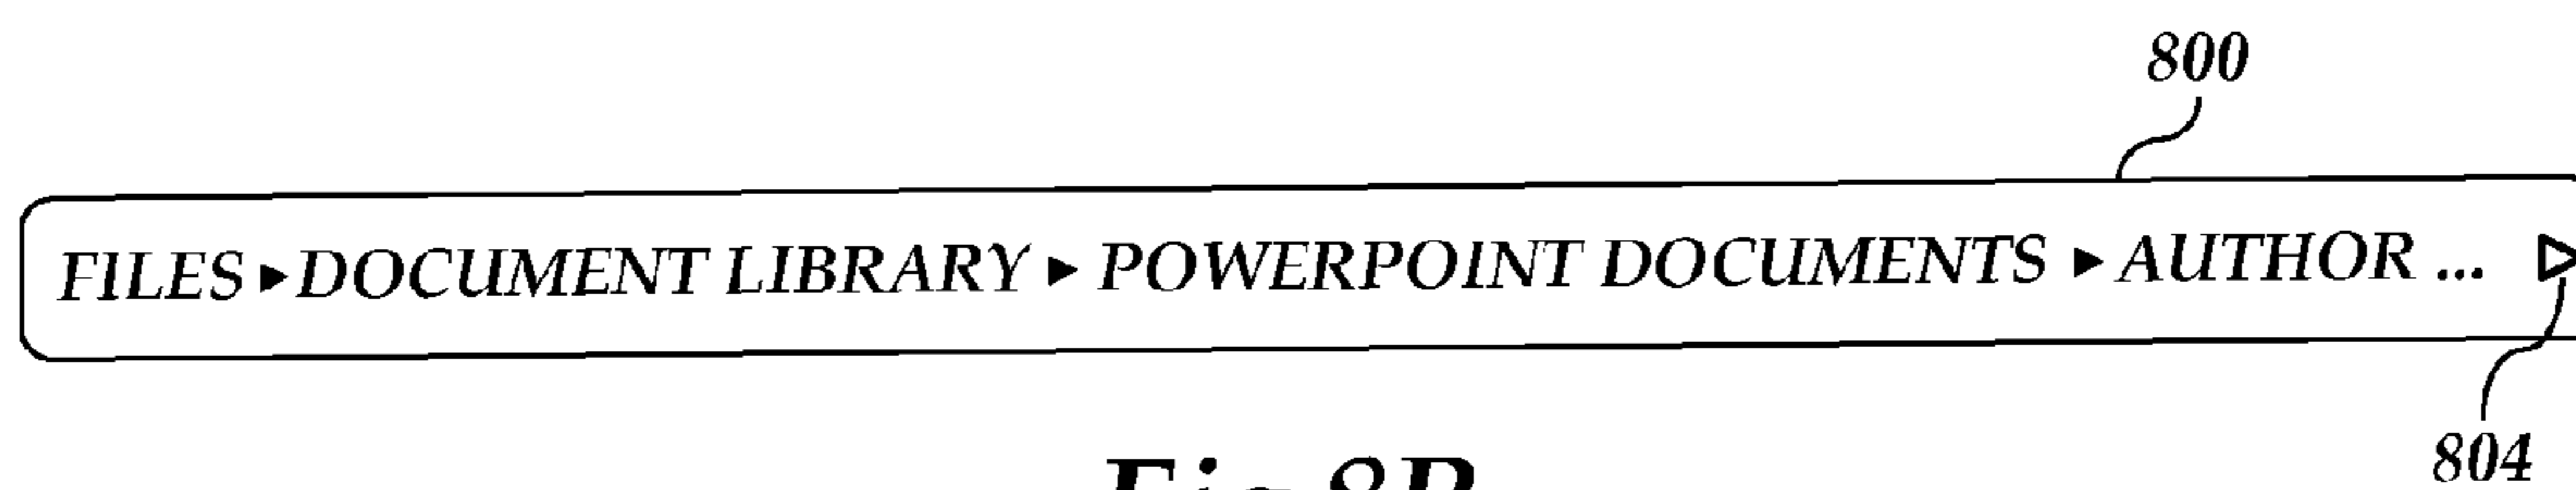 800
FILES ▸DOCUMENT LIBRARY ▸ POWERPOINT DOCUMENTS ▸AUTHOR ... ▷
804